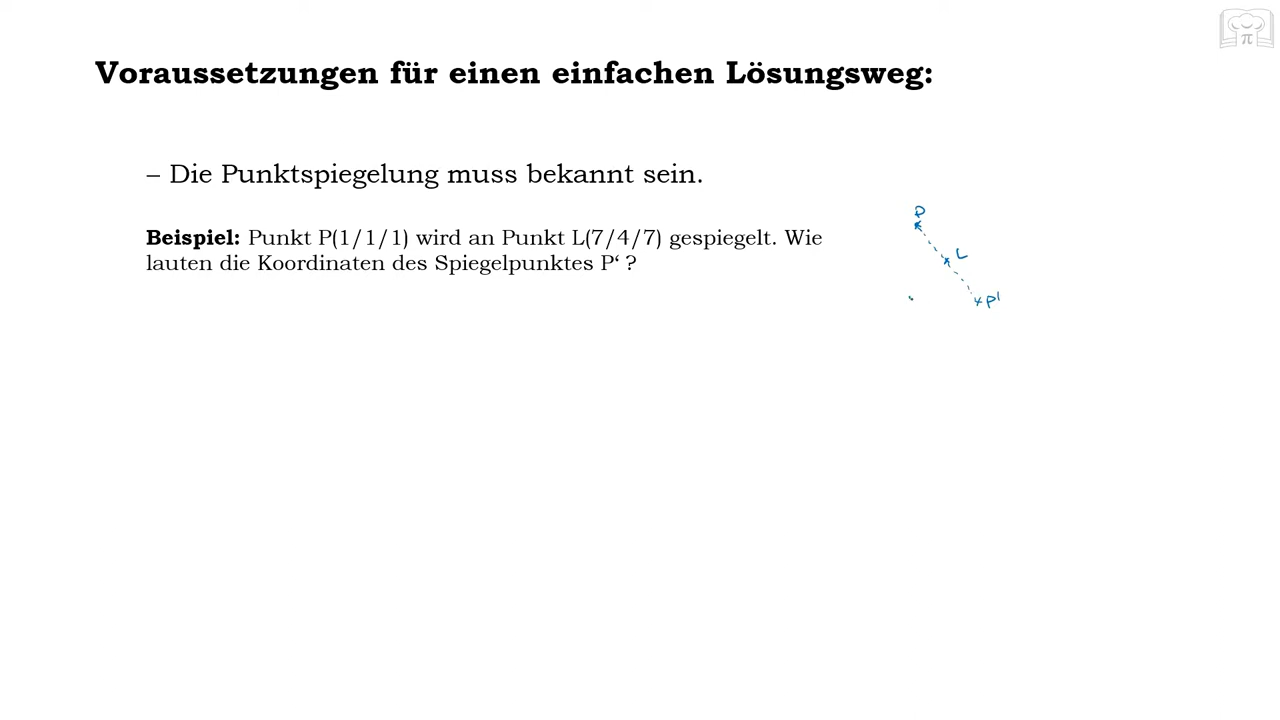 Voraussetzungen für einen einfachen Lösungsweg:
– Die Punktspiegelung muss bekannt sein.
Beispiel: Punkt P(1/1/1) wird an Punkt L(7/4/7) gespiegelt. Wie
lauten die Koordinaten des Spiegelpunktes P‘ ?
P
L
P'
π